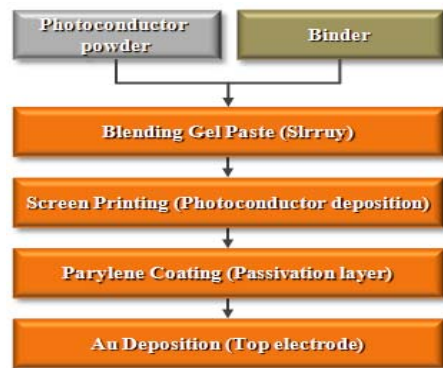 Photoconductor
powder
Binder
Blending Gel Paste (Slrruy)
Screen Printing (Photoconductor deposition)
Parylene Coating (Passivation layer)
Au Deposition (Top electrode)